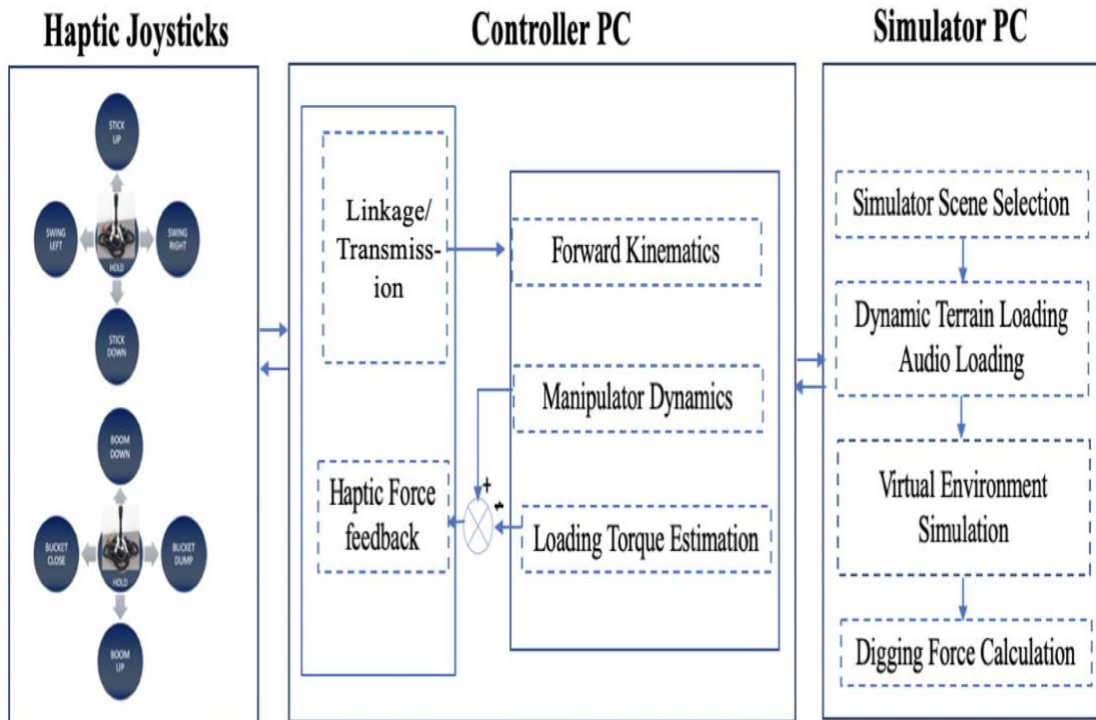 Haptic Joysticks
Controller PC
Simulator PC
STICK
UP
SWING
LEFT
HOLD
SWING
RIGHT
STICK
DOWN
BOOM
DOWN
BUCKET
CLOSE
HOLD
BUCKET
DUMP
BOOM
UP
Linkage/
Transmiss-
ion
Haptic Force
feedback
Forward Kinematics
Manipulator Dynamics
+
Loading Torque Estimation
Simulator Scene Selection
Dynamic Terrain Loading
Audio Loading
Virtual Environment
Simulation
Digging Force Calculation